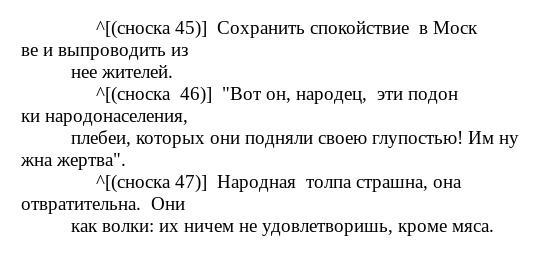 ^[(сноска 45)]  Сохранить спокойствие  в Моск
ве и выпроводить из
нее жителей.
^[(сноска  46)]  "Вот он, народец,  эти подон
ки народонаселения,
плебеи, которых они подняли своею глупостью! Им ну
жна жертва".
^[(сноска 47)]  Народная  толпа страшна, она
отвратительна.  Они
как волки: их ничем не удовлетворишь, кроме мяса.